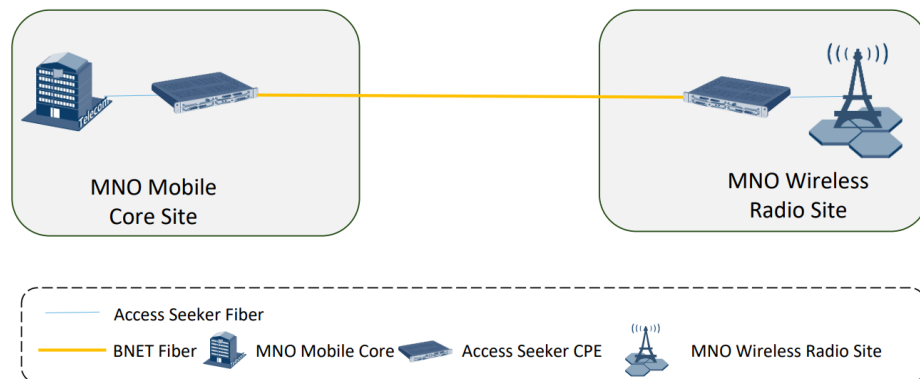 Telecom
MNO Mobile
Core Site
MNO Wireless
Radio Site
Access Seeker Fiber
BNET Fiber
MNO Mobile Core
Access Seeker CPE
MNO Wireless Radio Site